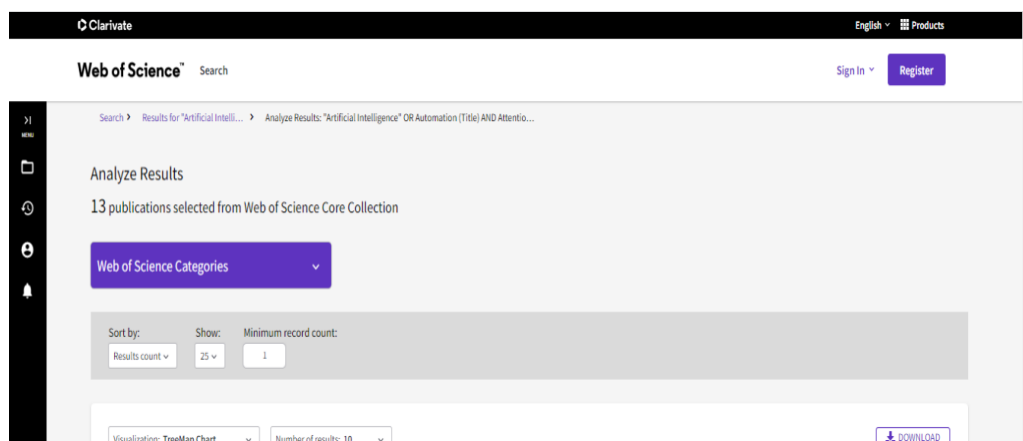 Clarivate English Products
Web of Science™ Search Sign In Register
MENU
Search > Results for "Artificial Intelli... > Analyze Results: "Artificial Intelligence" OR Automation (Title) AND Attentio...
Analyze Results
13 publications selected from Web of Science Core Collection
Web of Science Categories
Sort by: Show: Minimum record count:
Results count 25 1
Visualization: TreeMap Chart Number of results: 10 DOWNLOAD